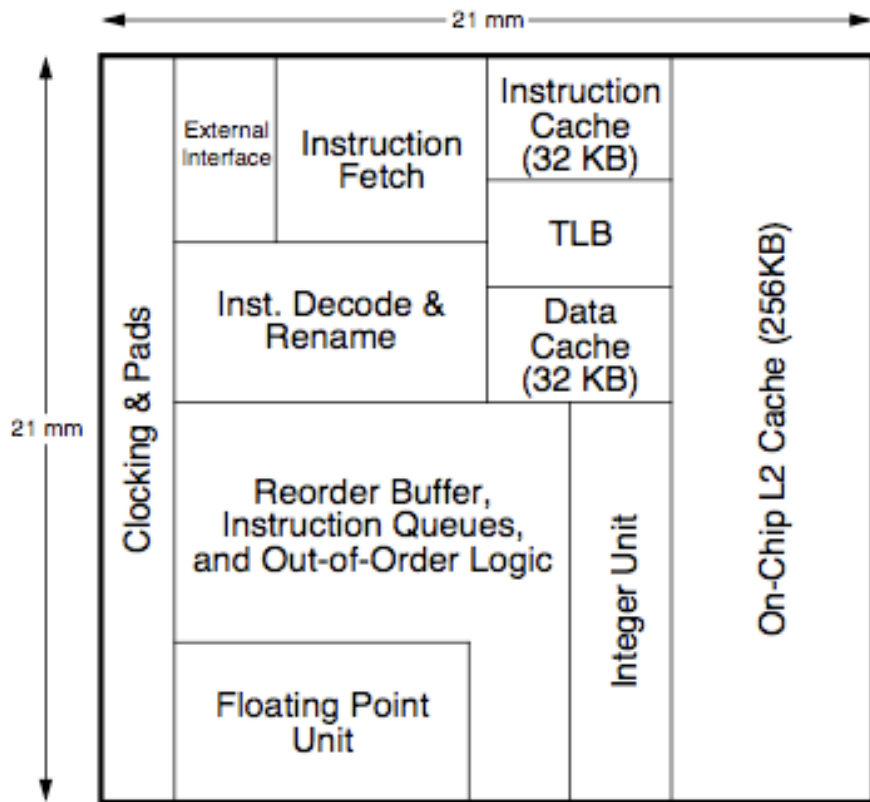 21 mm
21 mm
Clocking & Pads
External
Interface
Instruction
Fetch
Instruction
Cache
(32 KB)
TLB
Inst. Decode &
Rename
Data
Cache
(32 KB)
Reorder Buffer,
Instruction Queues,
and Out-of-Order Logic
Floating Point
Unit
Integer Unit
On-Chip L2 Cache (256KB)